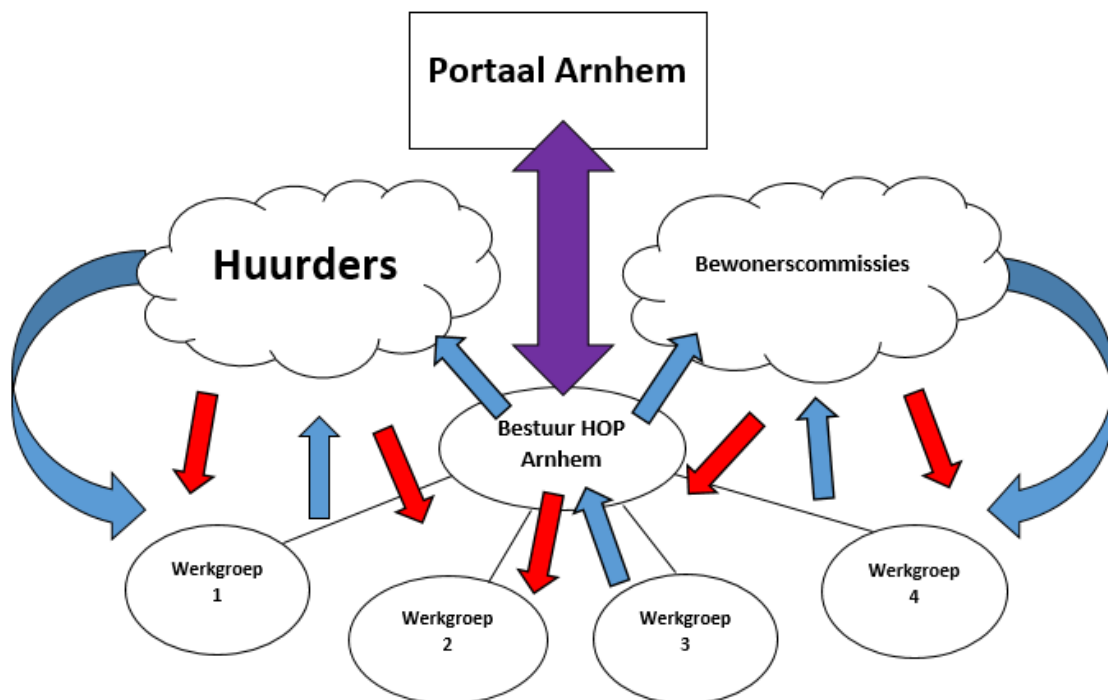 Portaal Arnhem
Huurders
Bewonerscommissies
Bestuur HOP
Arnhem
Werkgroep
1
Werkgroep
2
Werkgroep
3
Werkgroep
4